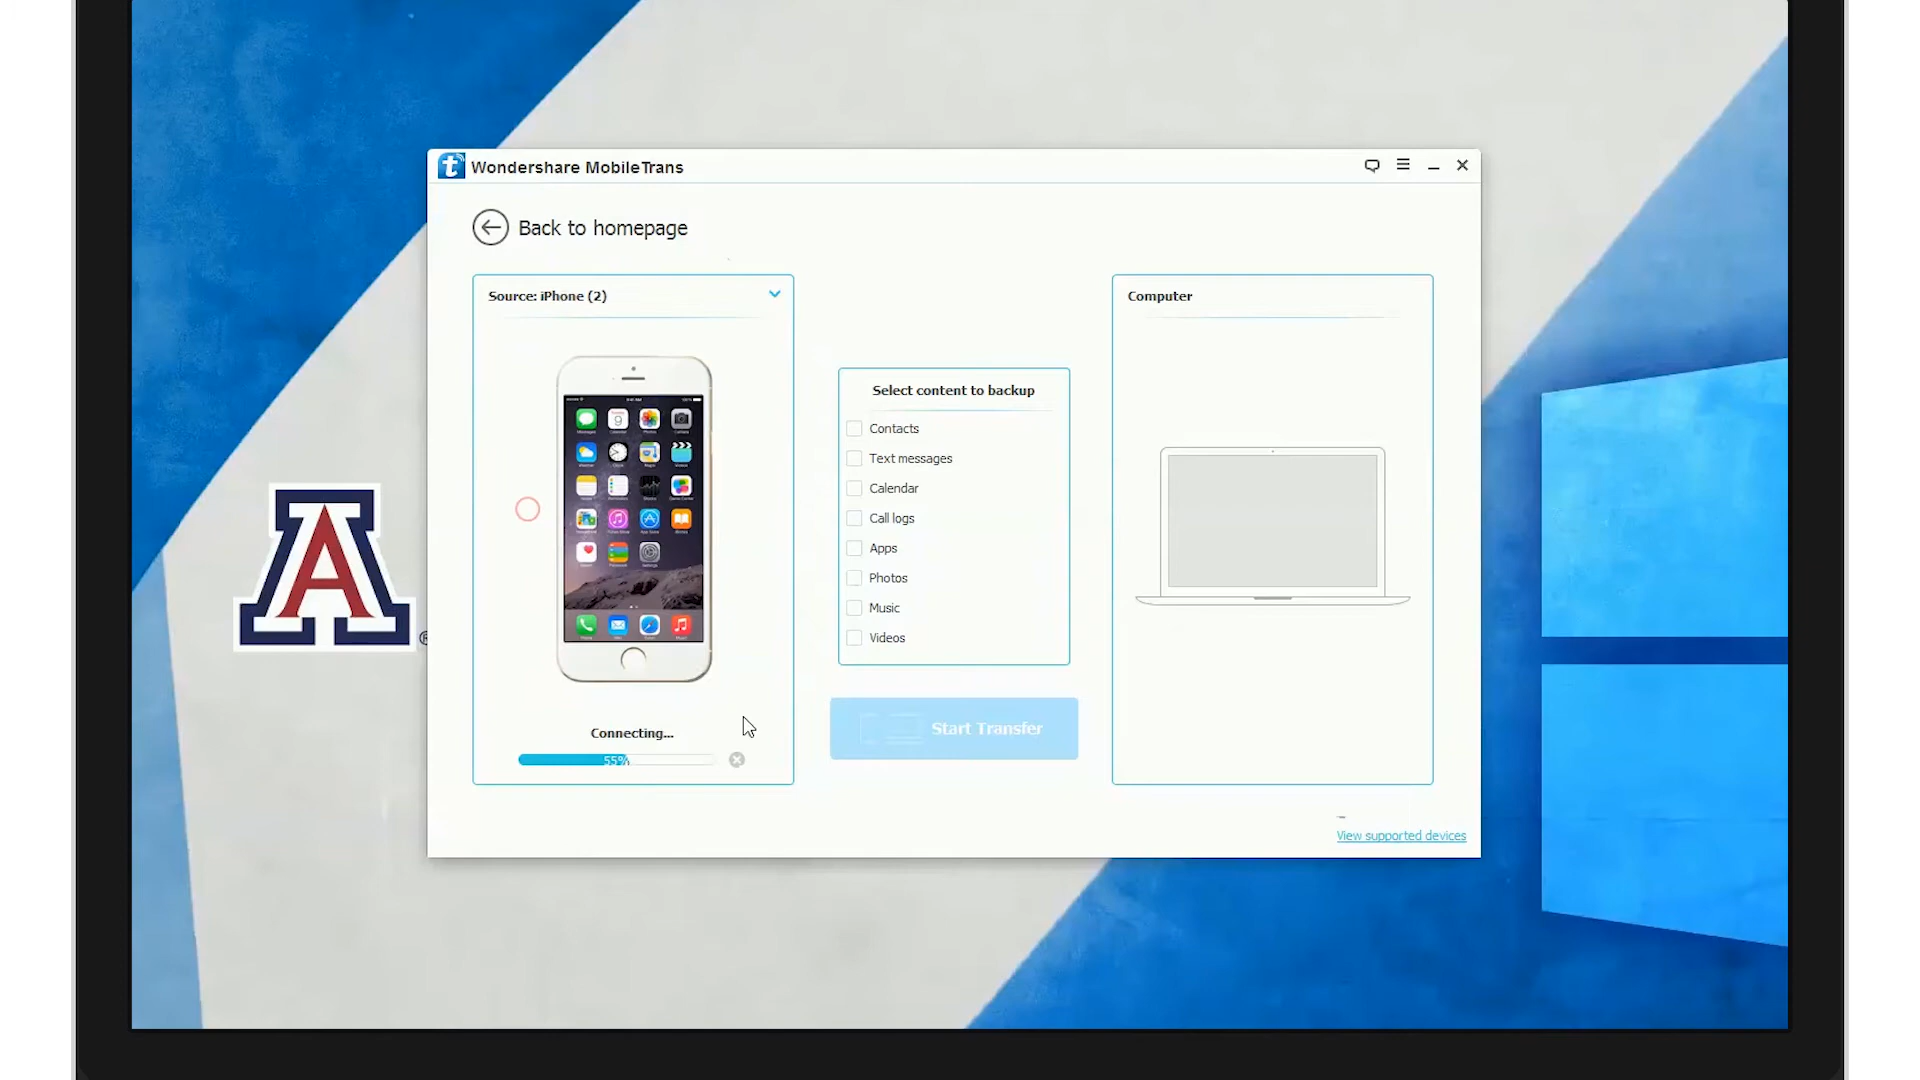 Wondershare MobileTrans
Back to homepage
Source: iPhone (2)
Connecting...
55%
Select content to backup
Contacts
Text messages
Calendar
Call logs
Apps
Photos
Music
Videos
Start Transfer
Computer
View supported devices
A
®